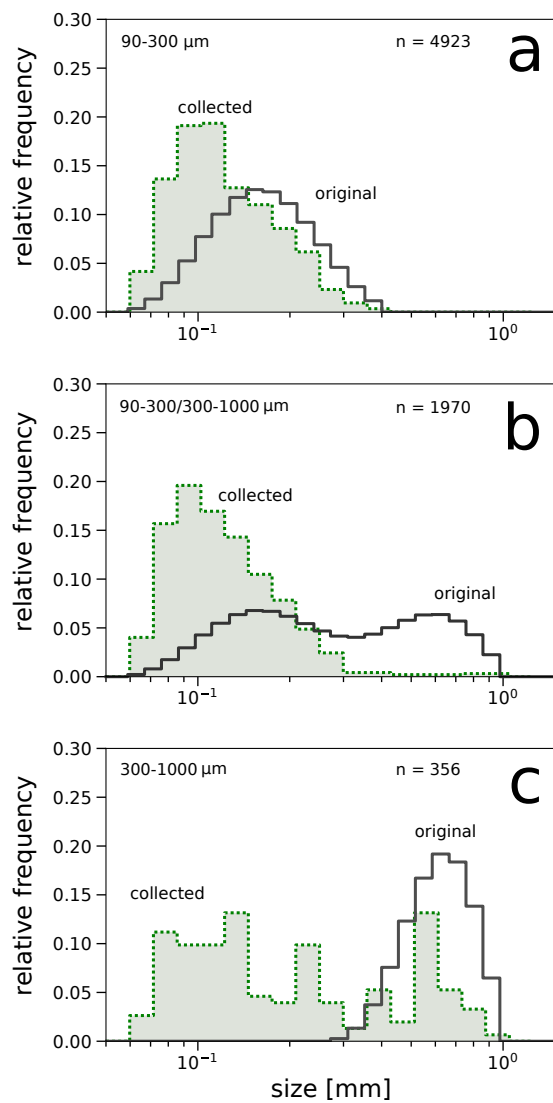 90-300 μm n = 4923 a
collected
original
relative frequency
0.30
0.25
0.20
0.15
0.10
0.05
0.00
10⁻¹ 10⁰
90-300/300-1000 μm n = 1970 b
collected
original
relative frequency
0.30
0.25
0.20
0.15
0.10
0.05
0.00
10⁻¹ 10⁰
300-1000 μm n = 356 c
original
collected
relative frequency
0.30
0.25
0.20
0.15
0.10
0.05
0.00
10⁻¹ 10⁰
size [mm]